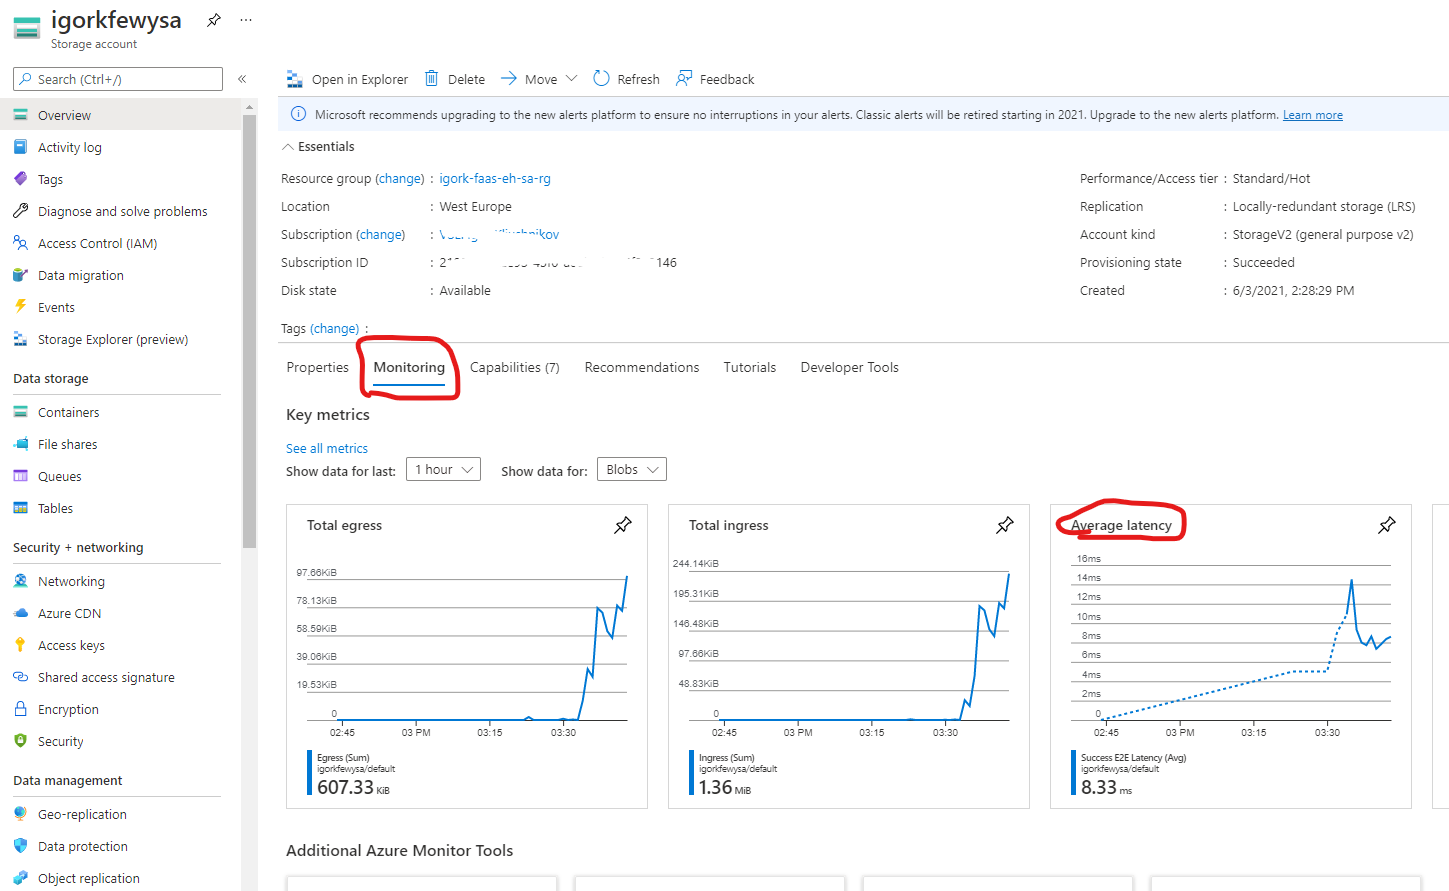 igorkfewysa
Storage account
Search (Ctrl+/)
Overview
Activity log
Tags
Diagnose and solve problems
Access Control (IAM)
Data migration
Events
Storage Explorer (preview)
Data storage
Containers
File shares
Queues
Tables
Security + networking
Networking
Azure CDN
Access keys
Shared access signature
Encryption
Security
Data management
Geo-replication
Data protection
Object replication
Open in Explorer Delete Move Refresh Feedback
Microsoft recommends upgrading to the new alerts platform to ensure no interruptions in your alerts. Classic alerts will be retired starting in 2021. Upgrade to the new alerts platform. Learn more
Essentials
Resource group (change) : igork-faas-eh-sa-rg
Location : West Europe
Subscription (change) :
Subscription ID : 146
Disk state : Available
Performance/Access tier : Standard/Hot
Replication : Locally-redundant storage (LRS)
Account kind : StorageV2 (general purpose v2)
Provisioning state : Succeeded
Created : 6/3/2021, 2:28:29 PM
Tags (change) :
Properties Monitoring Capabilities (7) Recommendations Tutorials Developer Tools
Key metrics
See all metrics
Show data for last: 1 hour Show data for: Blobs
Total egress
97.66KiB
78.13KiB
58.59KiB
39.06KiB
19.53KiB
0
02:45 03 PM 03:15 03:30
Egress (Sum)
igorkfewysa/default
607.33 KiB
Total ingress
244.14KiB
195.31KiB
146.48KiB
97.66KiB
48.83KiB
0
02:45 03 PM 03:15 03:30
Ingress (Sum)
igorkfewysa/default
1.36 MiB
Average latency
16ms
14ms
12ms
10ms
8ms
6ms
4ms
2ms
0
02:45 03 PM 03:15 03:30
Success E2E Latency (Avg)
igorkfewysa/default
8.33 ms
Additional Azure Monitor Tools